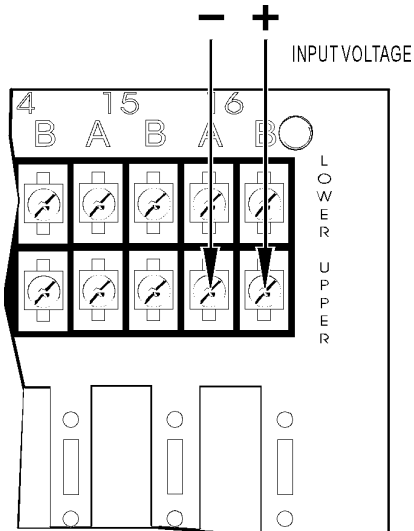 − +
INPUT VOLTAGE
4 15 16
B A B A B
LOWER
UPPER